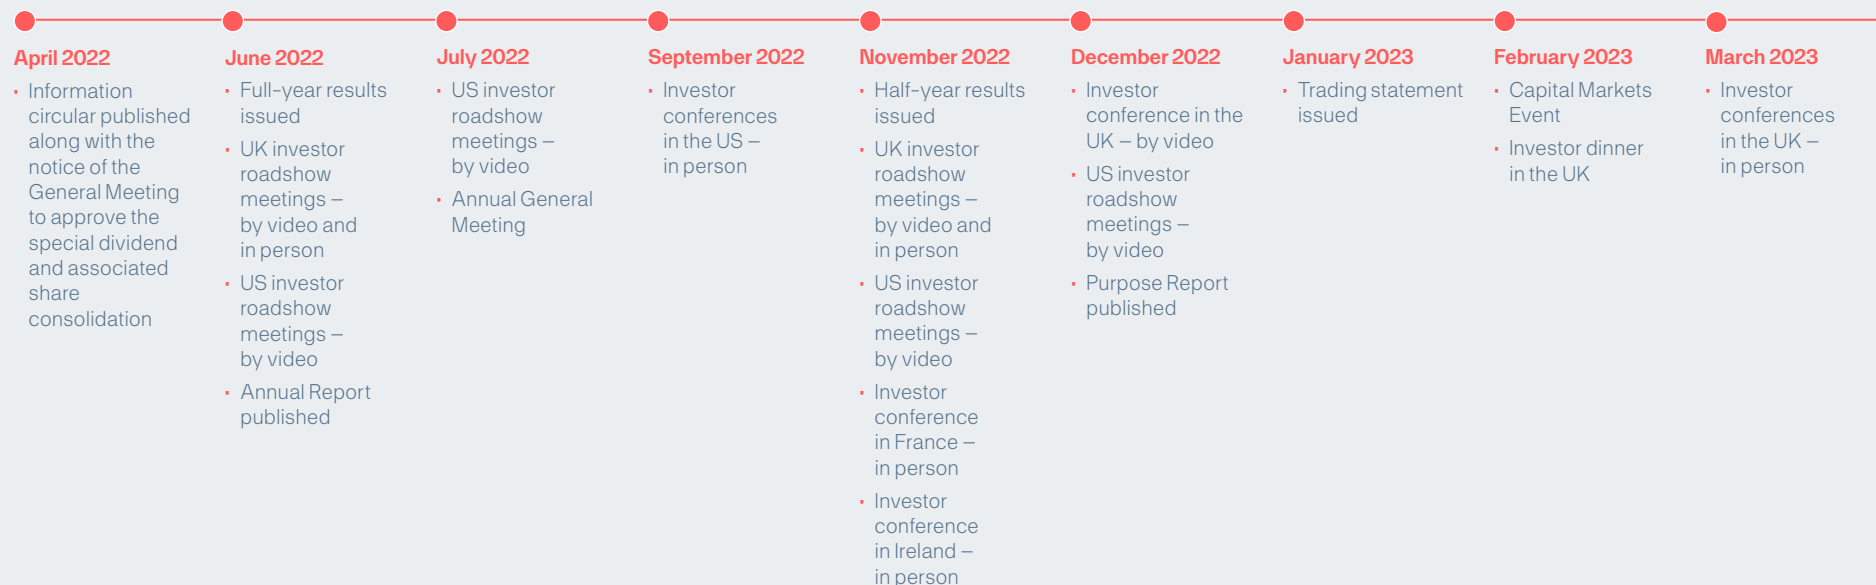 April 2022
· Information
circular published
along with the
notice of the
General Meeting
to approve the
special dividend
and associated
share
consolidation
June 2022
· Full-year results
issued
· UK investor
roadshow
meetings –
by video and
in person
· US investor
roadshow
meetings –
by video
· Annual Report
published
July 2022
· US investor
roadshow
meetings –
by video
· Annual General
Meeting
September 2022
· Investor
conferences
in the US –
in person
November 2022
· Half-year results
issued
· UK investor
roadshow
meetings –
by video and
in person
· US investor
roadshow
meetings –
by video
· Investor
conference
in France –
in person
· Investor
conference
in Ireland –
in person
December 2022
· Investor
conference in the
UK – by video
· US investor
roadshow
meetings –
by video
· Purpose Report
published
January 2023
· Trading statement
issued
February 2023
· Capital Markets
Event
· Investor dinner
in the UK
March 2023
· Investor
conferences
in the UK –
in person